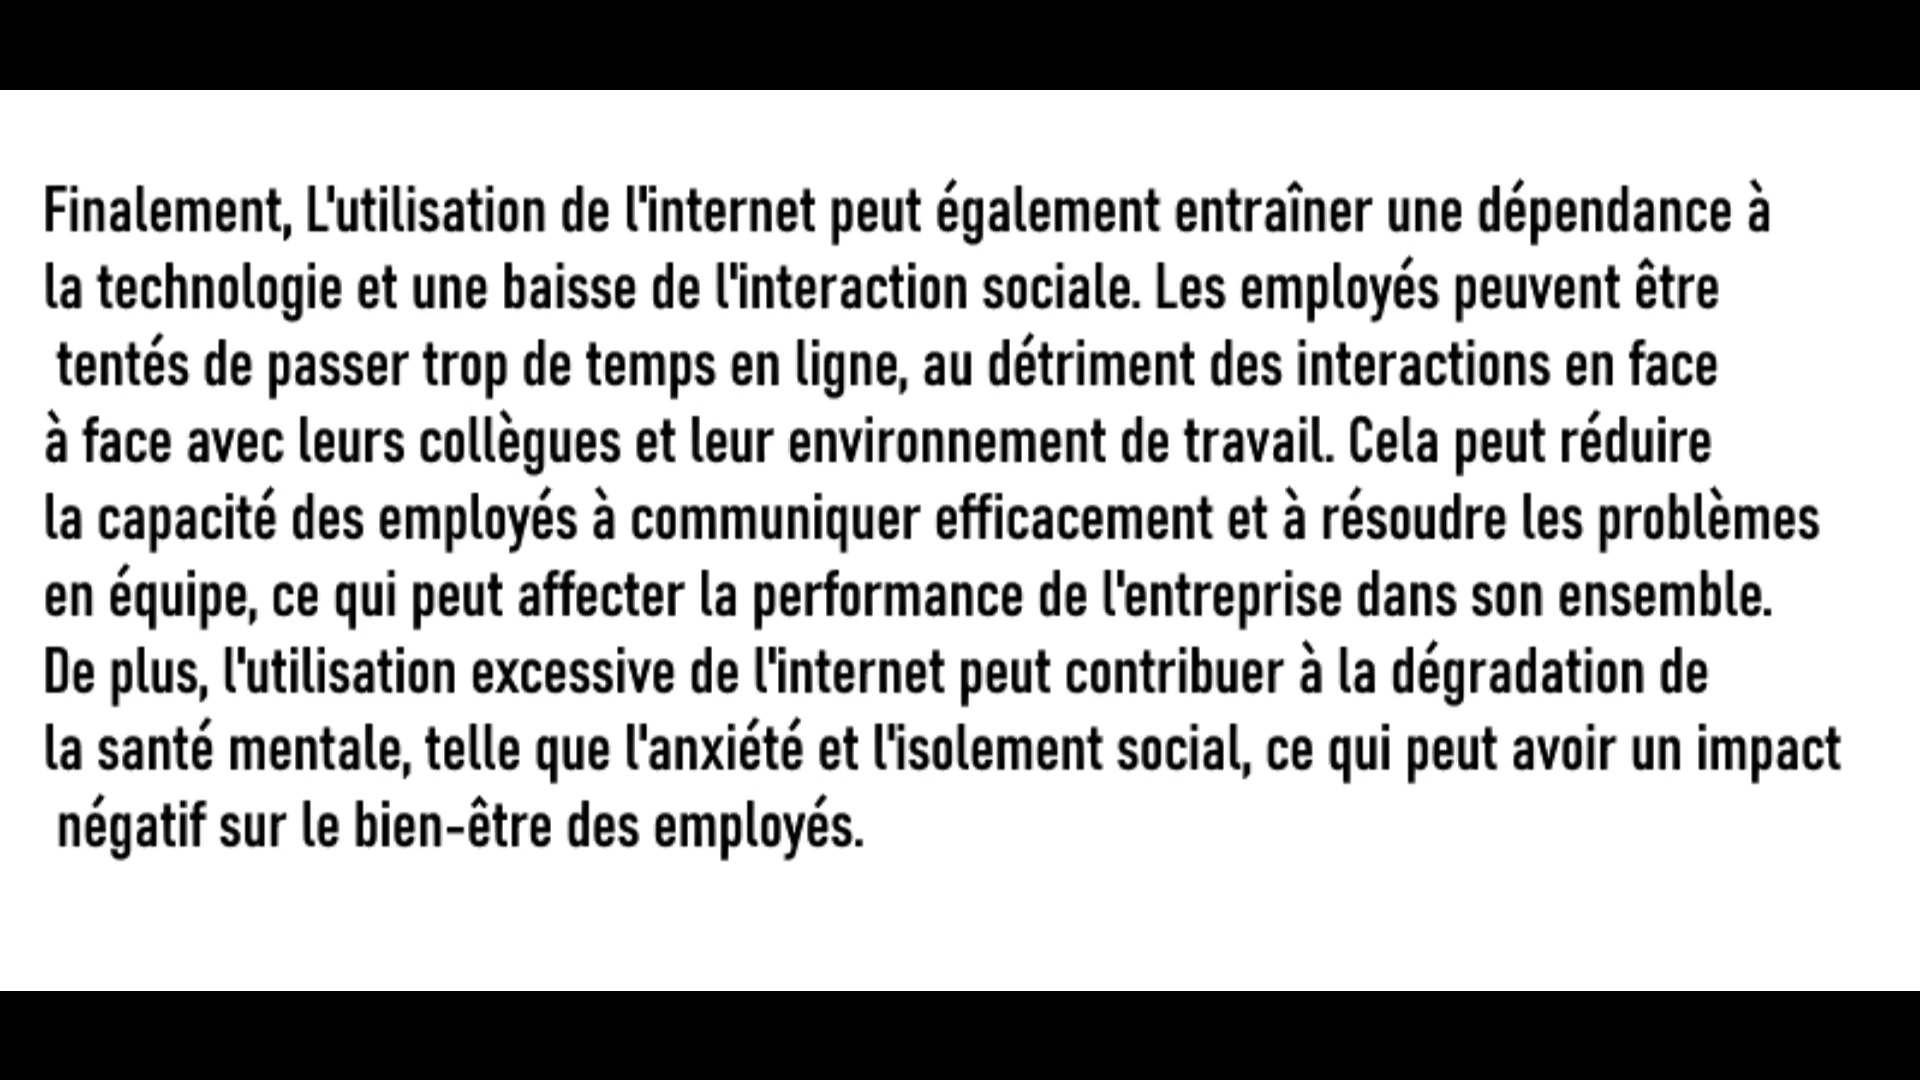 Finalement, L'utilisation de l'internet peut également entraîner une dépendance à
la technologie et une baisse de l'interaction sociale. Les employés peuvent être
tentés de passer trop de temps en ligne, au détriment des interactions en face
à face avec leurs collègues et leur environnement de travail. Cela peut réduire
la capacité des employés à communiquer efficacement et à résoudre les problèmes
en équipe, ce qui peut affecter la performance de l'entreprise dans son ensemble.
De plus, l'utilisation excessive de l'internet peut contribuer à la dégradation de
la santé mentale, telle que l'anxiété et l'isolement social, ce qui peut avoir un impact
négatif sur le bien-être des employés.